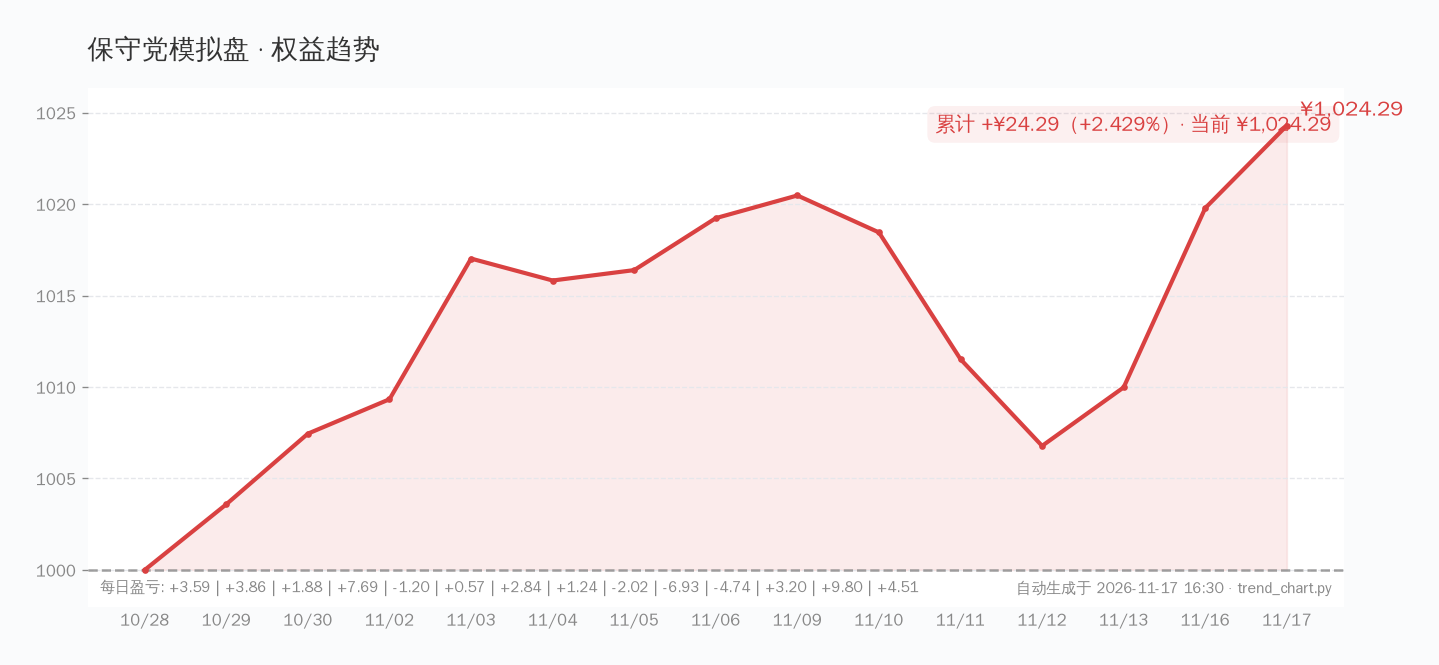 保守党模拟盘 · 权益趋势
¥1,024.29
累计 +¥24.29（+2.429%）· 当前 ¥1,024.29
1025
1020
1015
1010
1005
1000
每日盈亏: +3.59 | +3.86 | +1.88 | +7.69 | -1.20 | +0.57 | +2.84 | +1.24 | -2.02 | -6.93 | -4.74 | +3.20 | +9.80 | +4.51
自动生成于 2026-11-17 16:30 · trend_chart.py
10/28 10/29 10/30 11/02 11/03 11/04 11/05 11/06 11/09 11/10 11/11 11/12 11/13 11/16 11/17